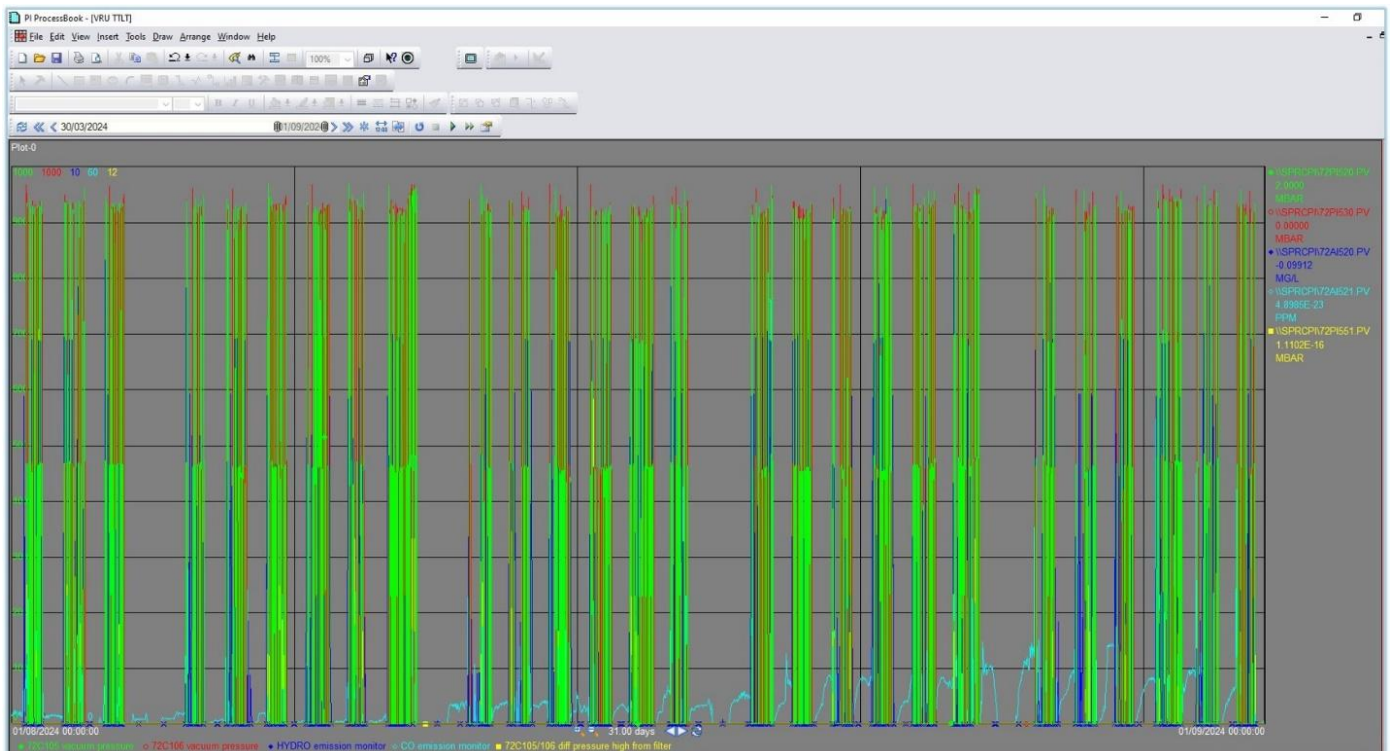 PI ProcessBook - [VRU TTLT]
File Edit View Insert Tools Draw Arrange Window Help
100%
B I U
30/03/2024 01/09/2024
Plot-0
1000 1000 10 60 12
\\SPRCPI\72PI520.PV
2.0000
MBAR
\\SPRCPI\72PI530.PV
0.00000
MBAR
\\SPRCPI\72AI520.PV
-0.09912
MG/L
\\SPRCPI\72AI521.PV
4.8985E-23
PPM
\\SPRCPI\72PI551.PV
1.1102E-16
MBAR
01/08/2024 00:00:00 31.00 days 01/09/2024 00:00:00
72C105 vacuum pressure 72C106 vacuum pressure HYDRO emission monitor CO emission monitor 72C105/106 diff pressure high from filter